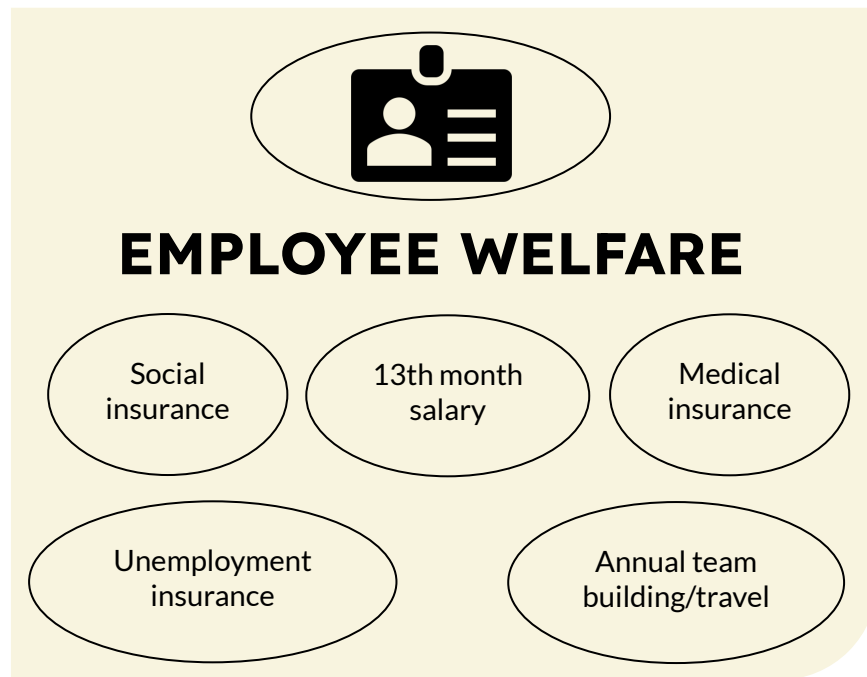 EMPLOYEE WELFARE
Social
insurance
13th month
salary
Medical
insurance
Unemployment
insurance
Annual team
building/travel